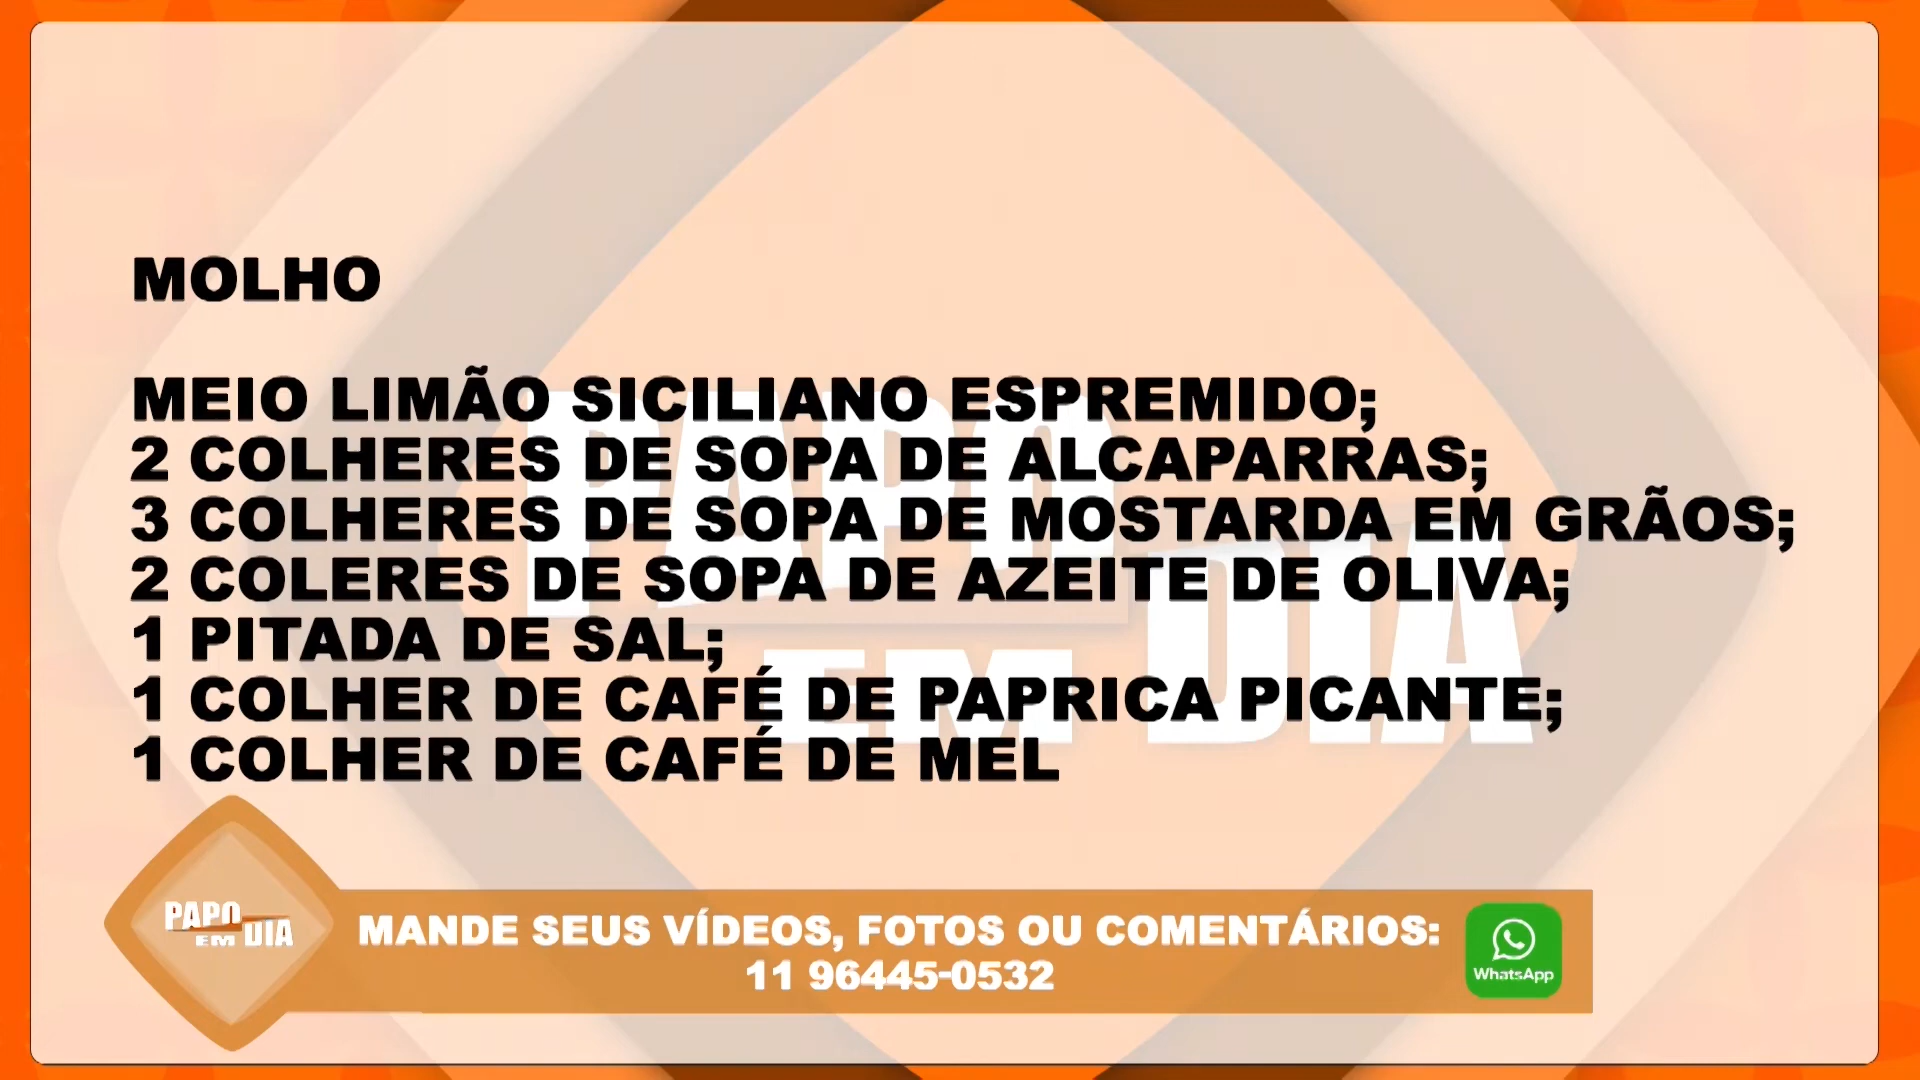 MOLHO
MEIO LIMÃO SICILIANO ESPREMIDO;
2 COLHERES DE SOPA DE ALCAPARRAS;
3 COLHERES DE SOPA DE MOSTARDA EM GRÃOS;
2 COLERES DE SOPA DE AZEITE DE OLIVA;
1 PITADA DE SAL;
1 COLHER DE CAFÉ DE PAPRICA PICANTE;
1 COLHER DE CAFÉ DE MEL
PAPO
EM DIA
PAPO
EM DIA
MANDE SEUS VÍDEOS, FOTOS OU COMENTÁRIOS:
11 96445-0532
WhatsApp